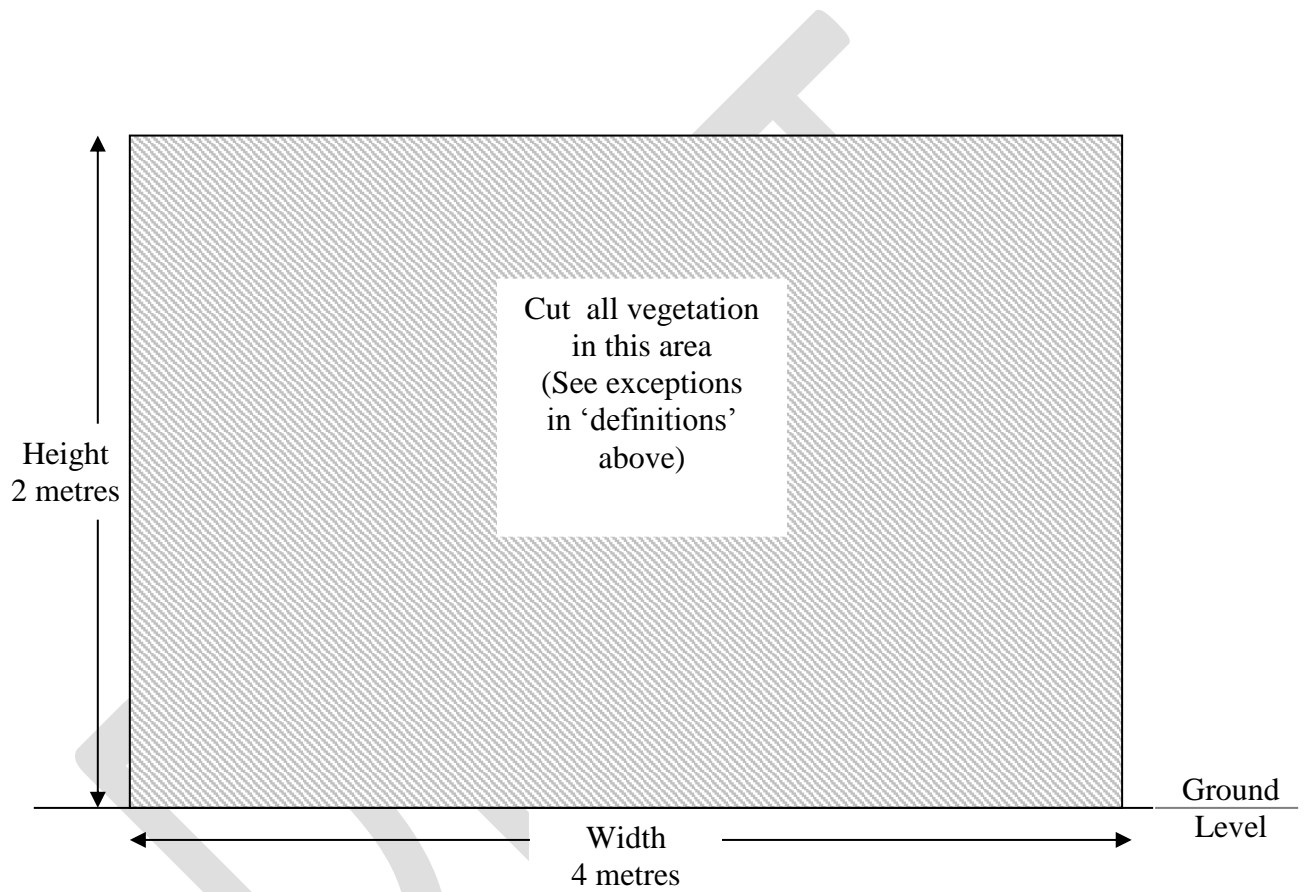 Cut  all vegetation
in this area
(See exceptions
in ‘definitions’
above)
Height
2 metres
Ground
Level
Width
4 metres